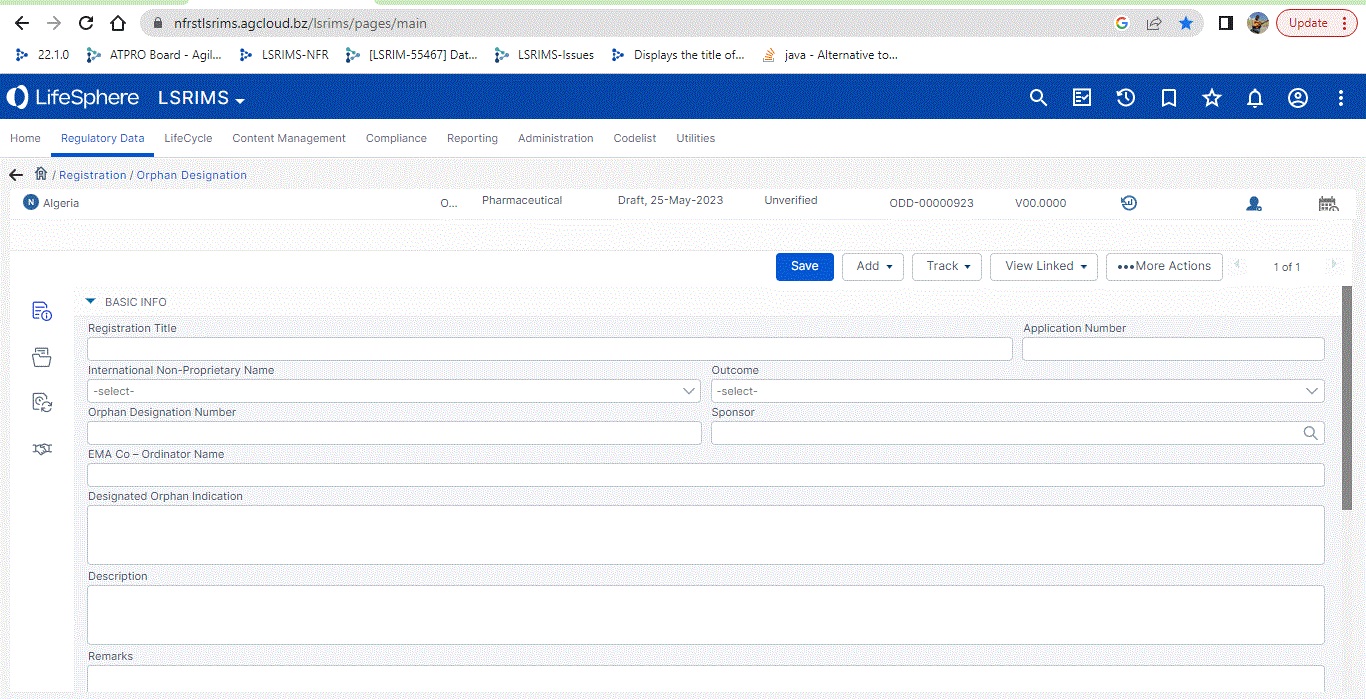 nfrstlsrims.agcloud.bz/lsrims/pages/main
Update
22.1.0 ATPRO Board - Agil... LSRIMS-NFR [LSRIM-55467] Dat... LSRIMS-Issues Displays the title of... java - Alternative to...
LifeSphere LSRIMS
Home Regulatory Data LifeCycle Content Management Compliance Reporting Administration Codelist Utilities
/ Registration / Orphan Designation
N Algeria O... Pharmaceutical Draft, 25-May-2023 Unverified ODD-00000923 V00.0000
Save Add Track View Linked •••More Actions 1 of 1
BASIC INFO
Registration Title Application Number
International Non-Proprietary Name Outcome
-select- -select-
Orphan Designation Number Sponsor
EMA Co – Ordinator Name
Designated Orphan Indication
Description
Remarks